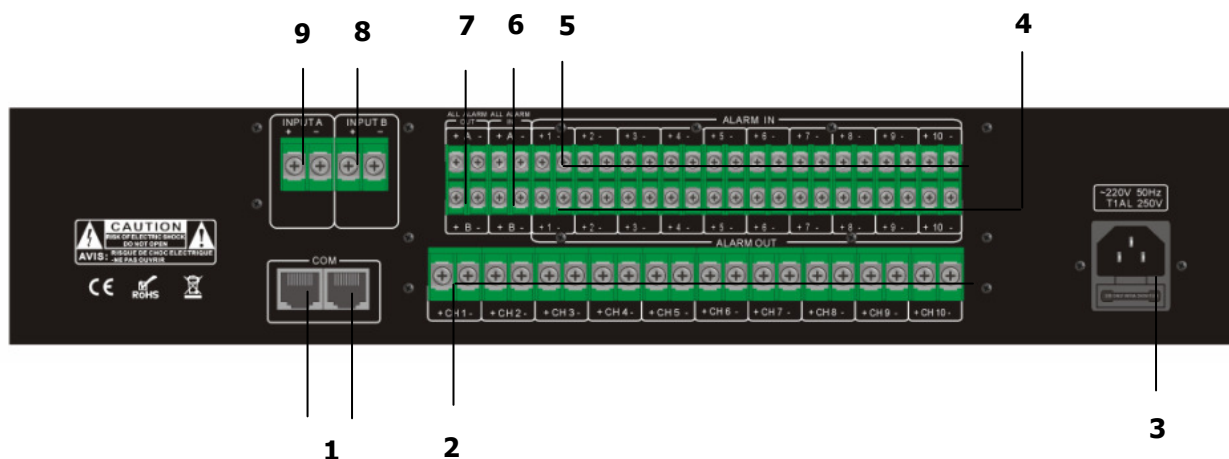 9 8 7 6 5 4
ALL ALARM OUT ALL ALARM IN
ALARM IN
INPUT A INPUT B
+ - + -
+ A - + A - + 1 - + 2 - + 3 - + 4 - + 5 - + 6 - + 7 - + 8 - + 9 - + 10 -
~220V 50Hz
T1AL 250V
+ B - + B - + 1 - + 2 - + 3 - + 4 - + 5 - + 6 - + 7 - + 8 - + 9 - + 10 -
ALARM OUT
CAUTION
RISK OF ELECTRIC SHOCK
DO NOT OPEN
AVIS: RISQUE DE CHOC ELECTRIQUE
-NE PAS OUVRIR
CE RoHS
COM
+ CH 1 - + CH 2 - + CH 3 - + CH 4 - + CH 5 - + CH 6 - + CH 7 - + CH 8 - + CH 9 - + CH 10 -
1 2 3